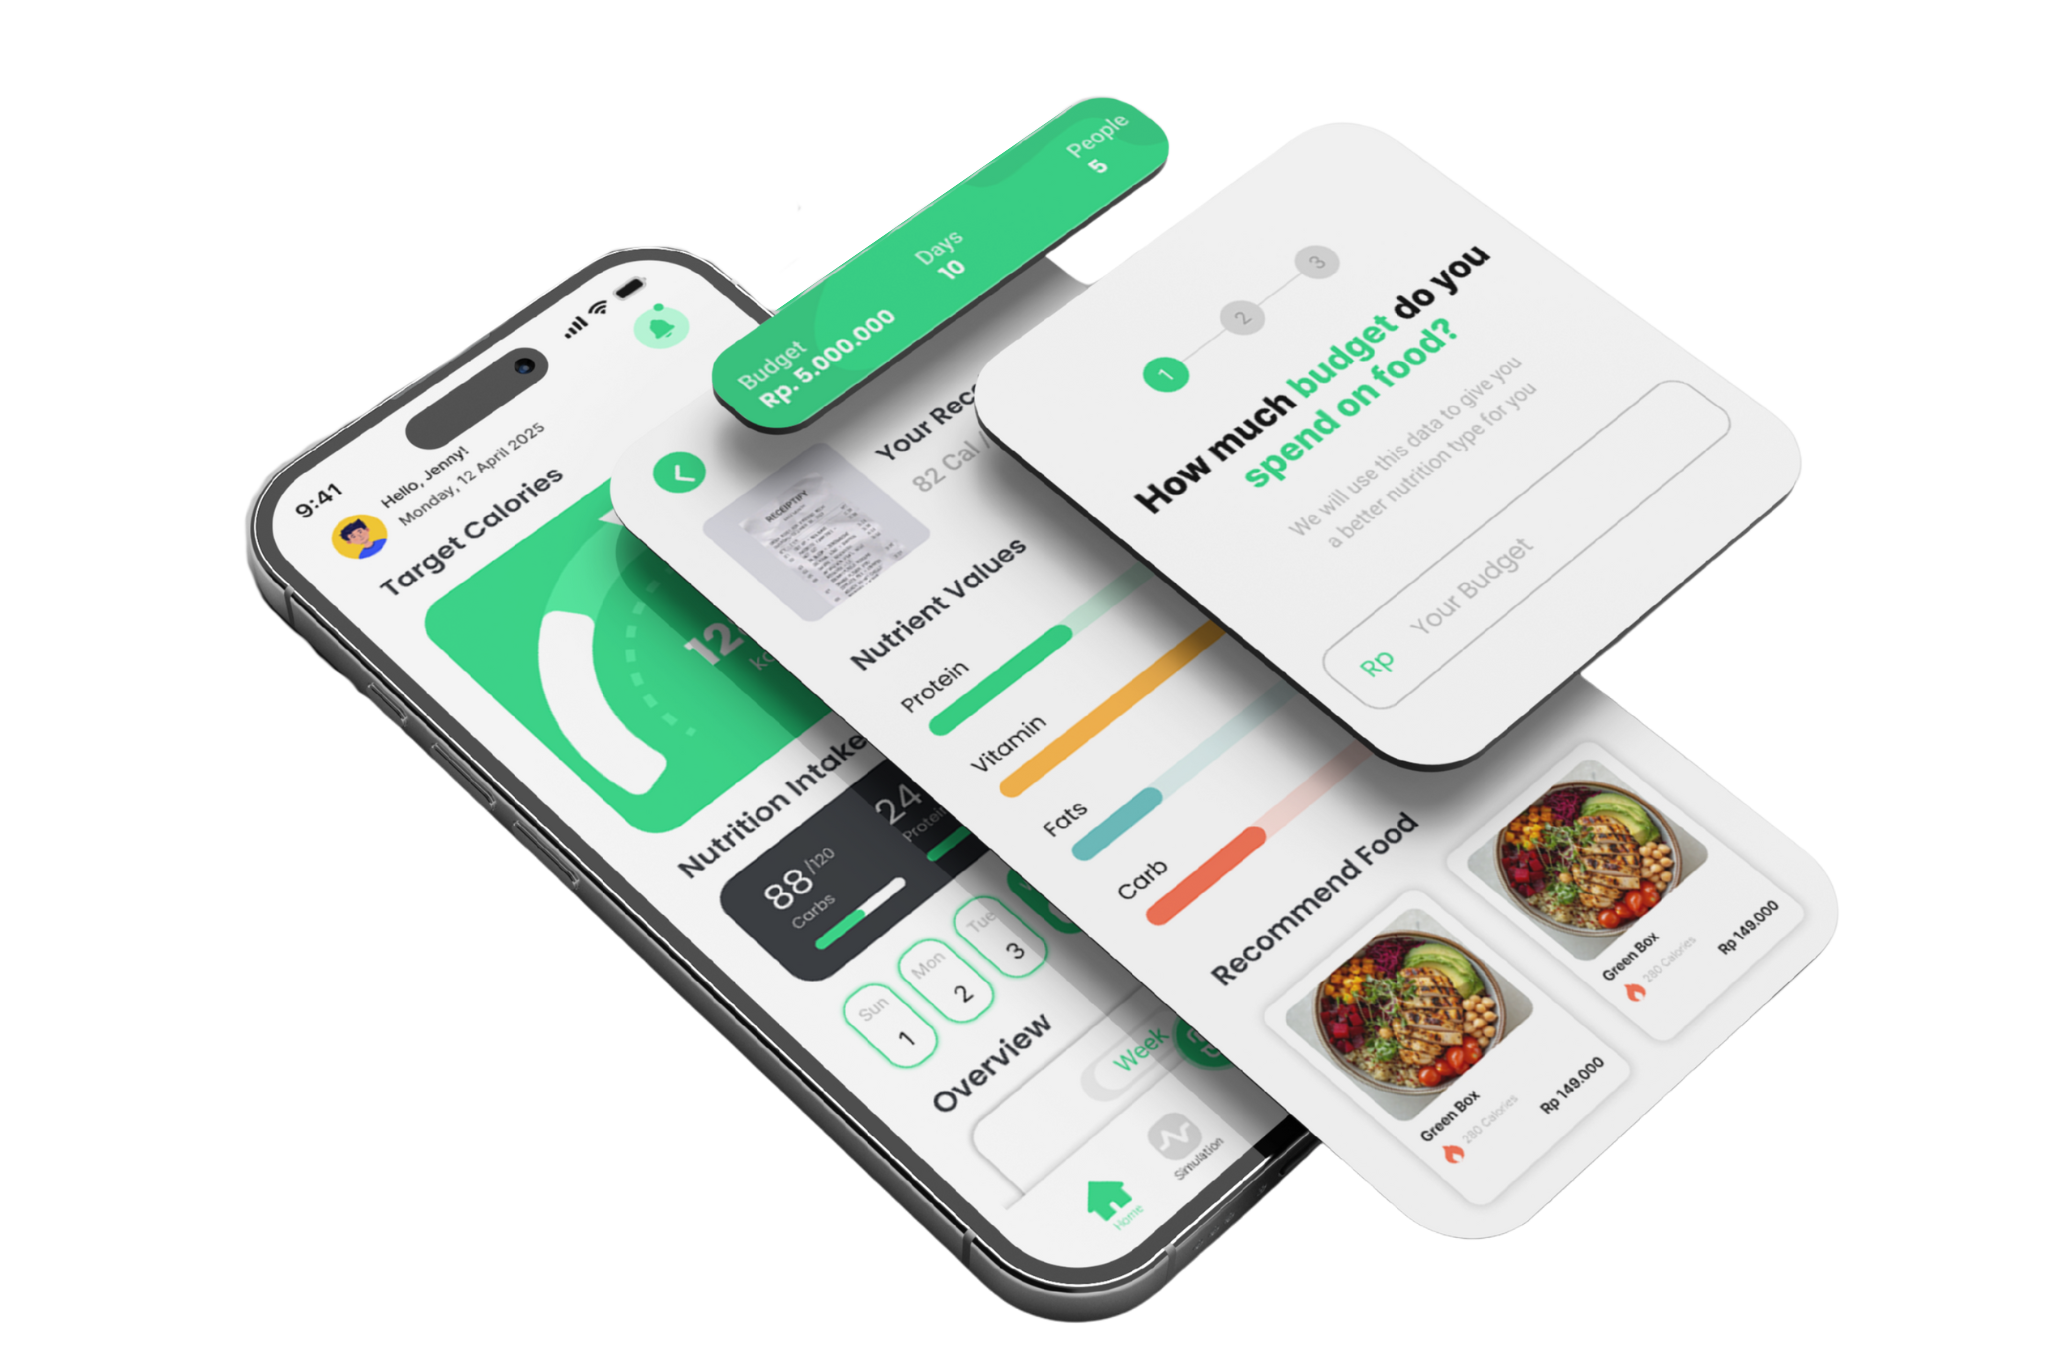 9:41
Hello, Jenny!
Monday, 12 April 2025
Target Calories
12
Nutrition Intake
88/120
Carbs
24
Sun
1
Mon
2
Tue
3
Overview
Week
Home
Simulation
Budget
Rp. 5.000.000
Days
10
People
5
82 Cal /
RECEIPTIFY
Nutrient Values
Protein
Vitamin
Fats
Carb
Recommend Food
Green Box
280 Calories
Rp 149.000
Green Box
280 Calories
Rp 149.000
1
2
3
How much budget do you
spend on food?
We will use this data to give you
a better nutrition type for you
Rp
Your Budget